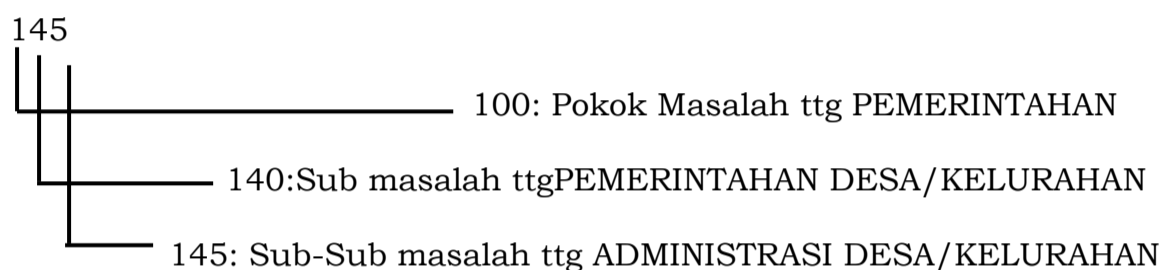 145
100: Pokok Masalah ttg PEMERINTAHAN
140:Sub masalah ttgPEMERINTAHAN DESA/KELURAHAN
145: Sub-Sub masalah ttg ADMINISTRASI DESA/KELURAHAN